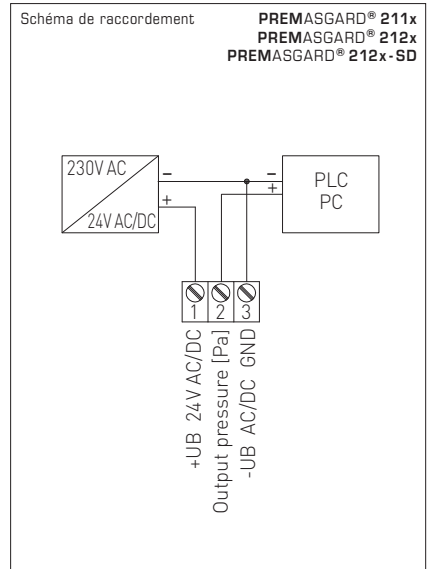 Schéma de raccordement
PREMASGARD® 211x
PREMASGARD® 212x
PREMASGARD® 212x-SD
230V AC
24V AC/DC
–
+
–
+
PLC
PC
1 2 3
+UB 24V AC/DC
Output pressure [Pa]
-UB AC/DC GND